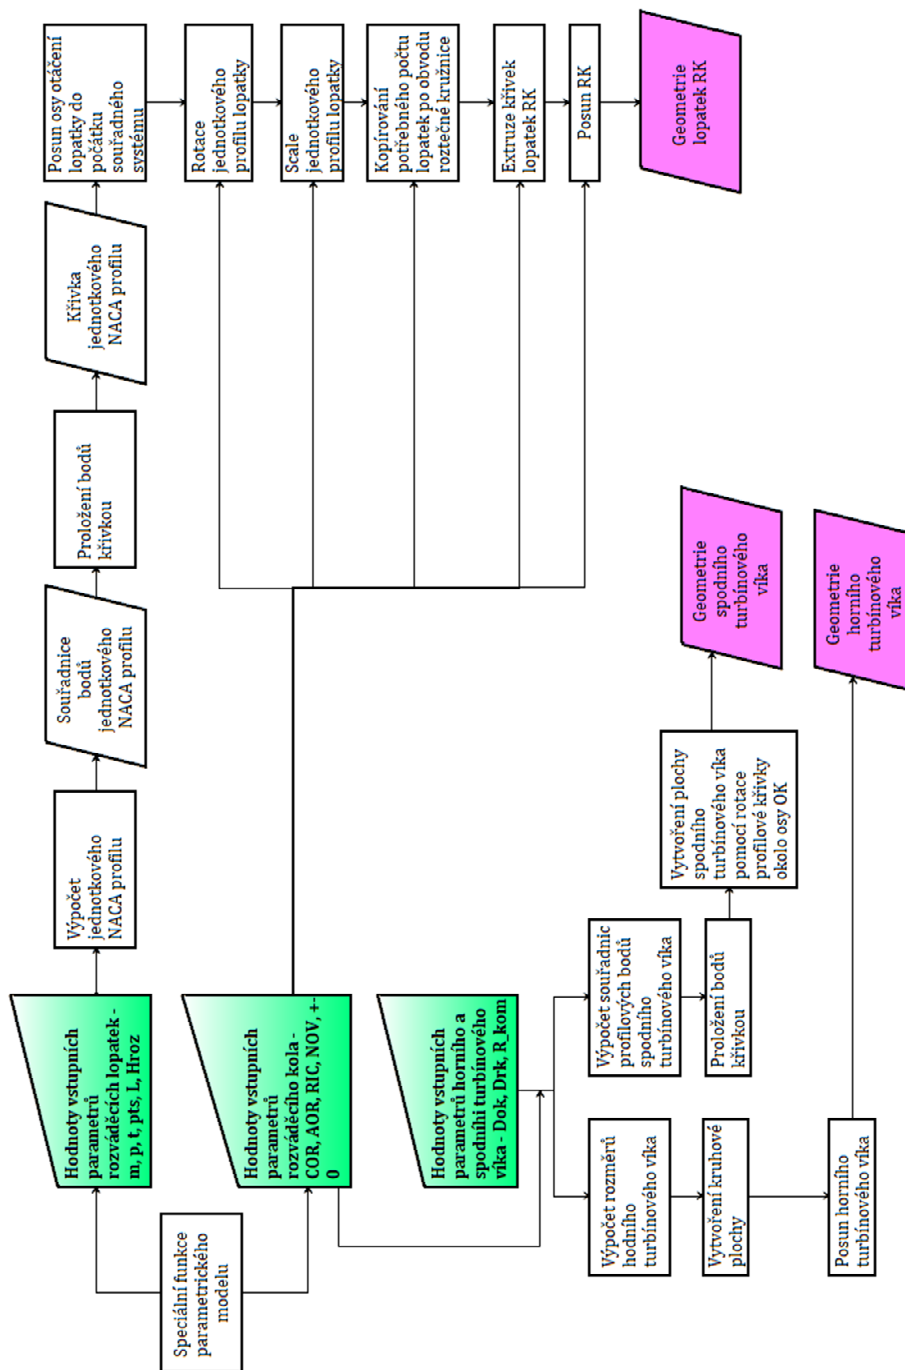 Speciální funkce
parametrického
modelu
Hodnoty vstupních
parametrů
rozváděcích lopatek -
m, p, t, pts, L, Hroz
Výpočet
jednotkového
NACA profilu
Souřadnice
bodů
jednotkového
NACA profilu
Proložení bodů
křivkou
Křivka
jednotkového
NACA profilu
Posun osy otáčení
lopatky do
počátku
souřadného
systému
Hodnoty vstupních
parametrů
rozváděcího kola -
COR, AOR, RIC, NOV, +-
0
Rotace
jednotkového
profilu lopatky
Scale
jednotkového
profilu lopatky
Kopírování
potřebného počtu
lopatek po obvodu
roztečné kružnice
Extruze křivek
lopatek RK
Posun RK
Geometrie
lopatek RK
Hodnoty vstupních
parametrů horního a
spodního turbínového
víka - Dok, Drk, R_kom
Výpočet souřadnic
profilových bodů
spodního
turbínového víka
Proložení bodů
křivkou
Vytvoření plochy
spodního
turbínového víka
pomocí rotace
profilové křivky
okolo osy OK
Geometrie
spodního
turbínového
víka
Výpočet rozměrů
hodního
turbínového víka
Vytvoření kruhové
plochy
Posun horního
turbínového víka
Geometrie
horního
turbínového
víka